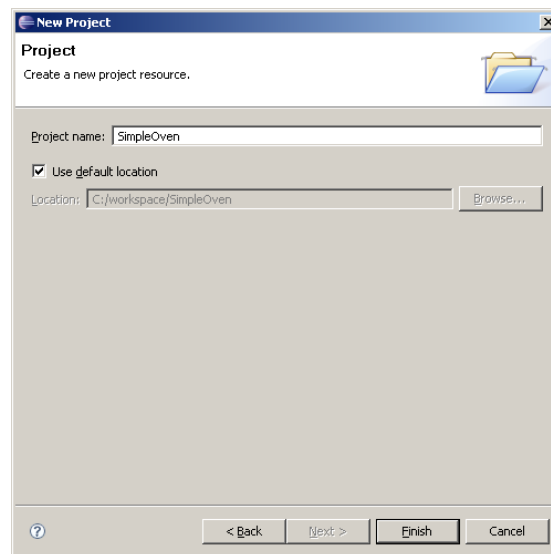 New Project
Project
Create a new project resource.
Project name: SimpleOven
Use default location
Location: C:/workspace/SimpleOven Browse...
< Back Next > Finish Cancel